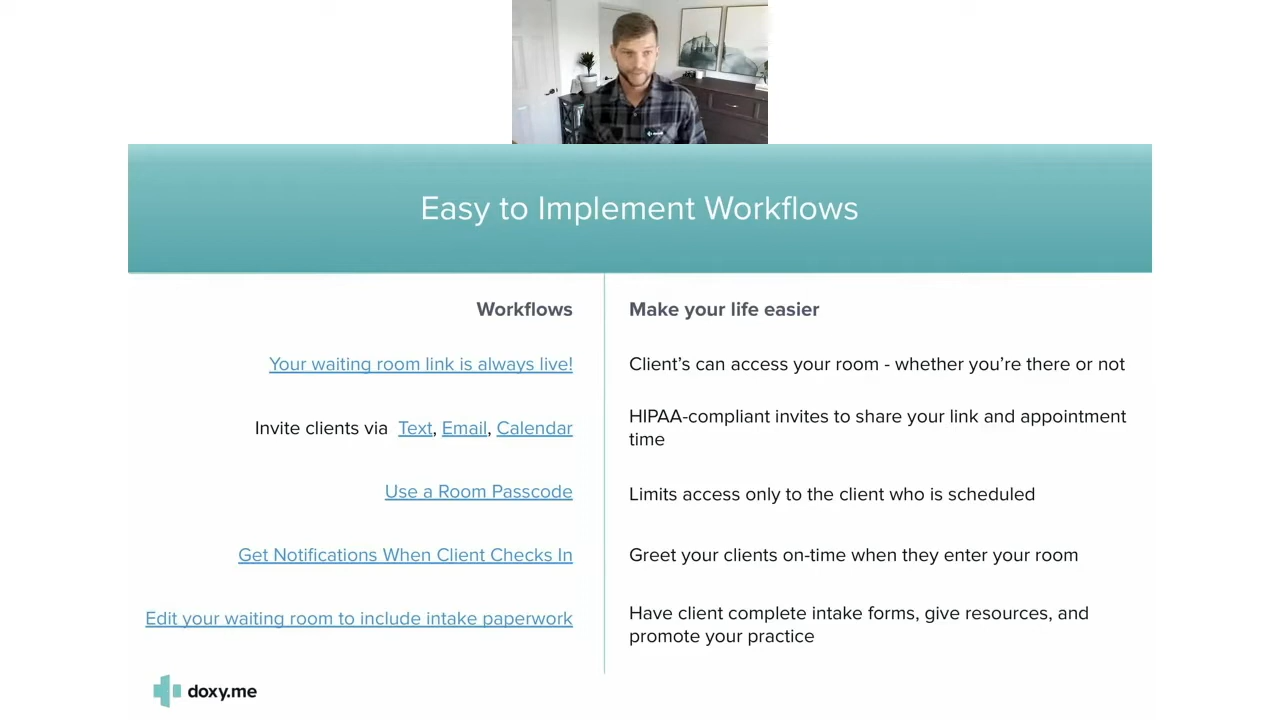 Easy to Implement Workflows
Workflows
Make your life easier
Your waiting room link is always live!
Client’s can access your room - whether you’re there or not
Invite clients via Text, Email, Calendar
HIPAA-compliant invites to share your link and appointment
time
Use a Room Passcode
Limits access only to the client who is scheduled
Get Notifications When Client Checks In
Greet your clients on-time when they enter your room
Edit your waiting room to include intake paperwork
Have client complete intake forms, give resources, and
promote your practice
doxy.me